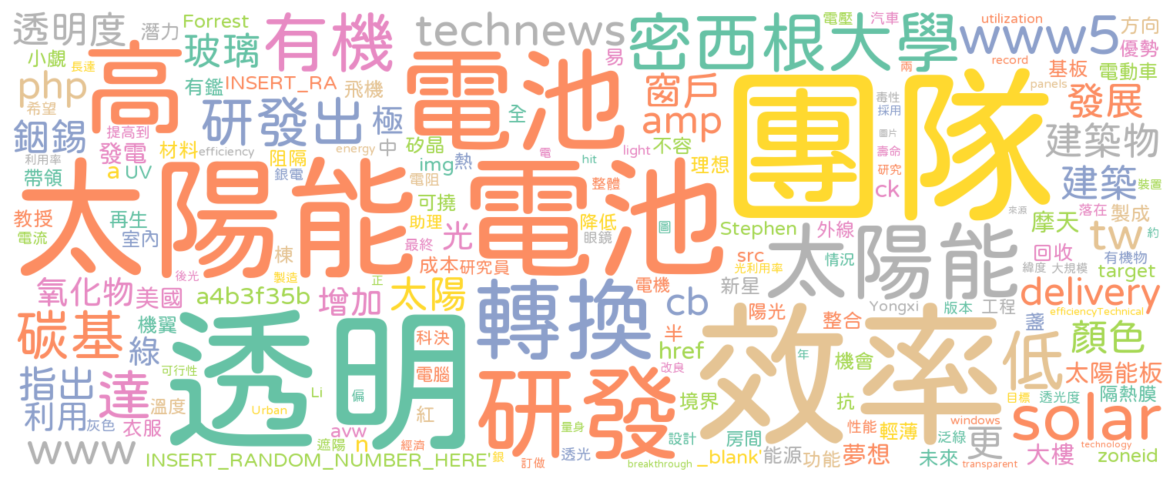 透明度 潛力 Forrest 有機 technews 電壓 汽車 密西根大學 utilization www5 方向
小覷 長達 高 玻璃 易 電池 record 優勢
php 有鑑 INSERT_RA 飛機 窗戶 團隊 毒性 兩 基板 電動車
希望 研發出 極 全 amp 採用 panels 發展
銦錫 提高到 發電 材料 efficiency 阻隔 中 矽晶 不容 圖片 建築物
利用率 a UV 銀電 energy img 熱 電 hit light 理想 壽命
帶領 太陽能 電阻 電池 整體 研究 ck 建築 裝置
教授 再生 可撓 助理 降低 Stephen 外線 摩天 落在 製成 來源 約
電流 室內 棟 最終 光 圖 眼鏡 太陽能 tw
後光 成本 研究員 src 情況 回收 緯度 大規模 有機物 target
氧化物 美國 製造 正 太陽 電機 光利用率 新星 Yongxi 版本 工程 delivery
a4b3f35b 增加 轉換 cb 陽光 efficiencyTechnical
碳基 機翼 科決 半 整合 盞 顏色
綠 透明 href 效率 年 機會 低
指出 達 可行性 電腦 研發 改良 境界 太陽能板
利用 溫度 Li 偏 紅 抗 目標 透光度 隔熱膜
灰色 衣服 Urban avw 量身 設計 房間 性能 輕薄 windows solar
www 遮陽 n 經濟 銀 透光 _blank' 能源 功能 夢想 未來 泛綠 更 technology 大樓 zoneid
INSERT_RANDOM_NUMBER_HERE' 訂做 breakthrough transparent